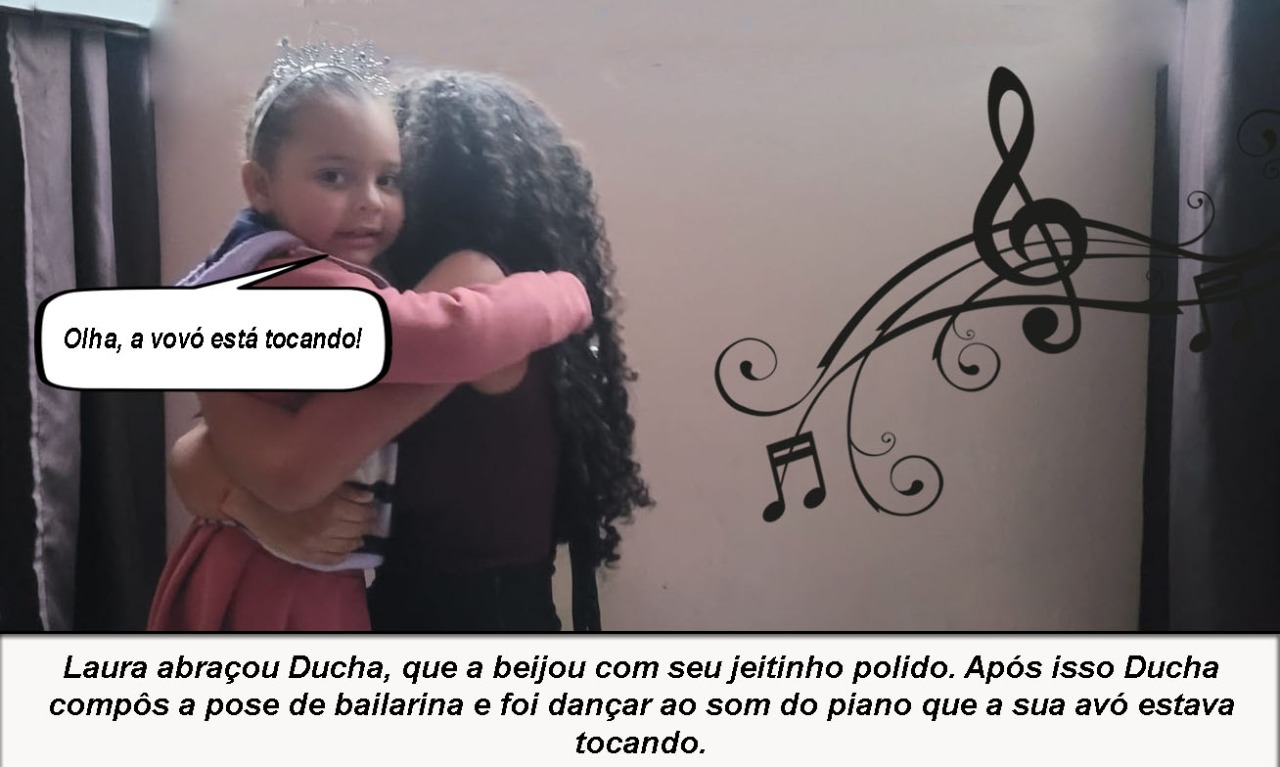 Olha, a vovó está tocando!
Laura abraçou Ducha, que a beijou com seu jeitinho polido. Após isso Ducha
compôs a pose de bailarina e foi dançar ao som do piano que a sua avó estava
tocando.